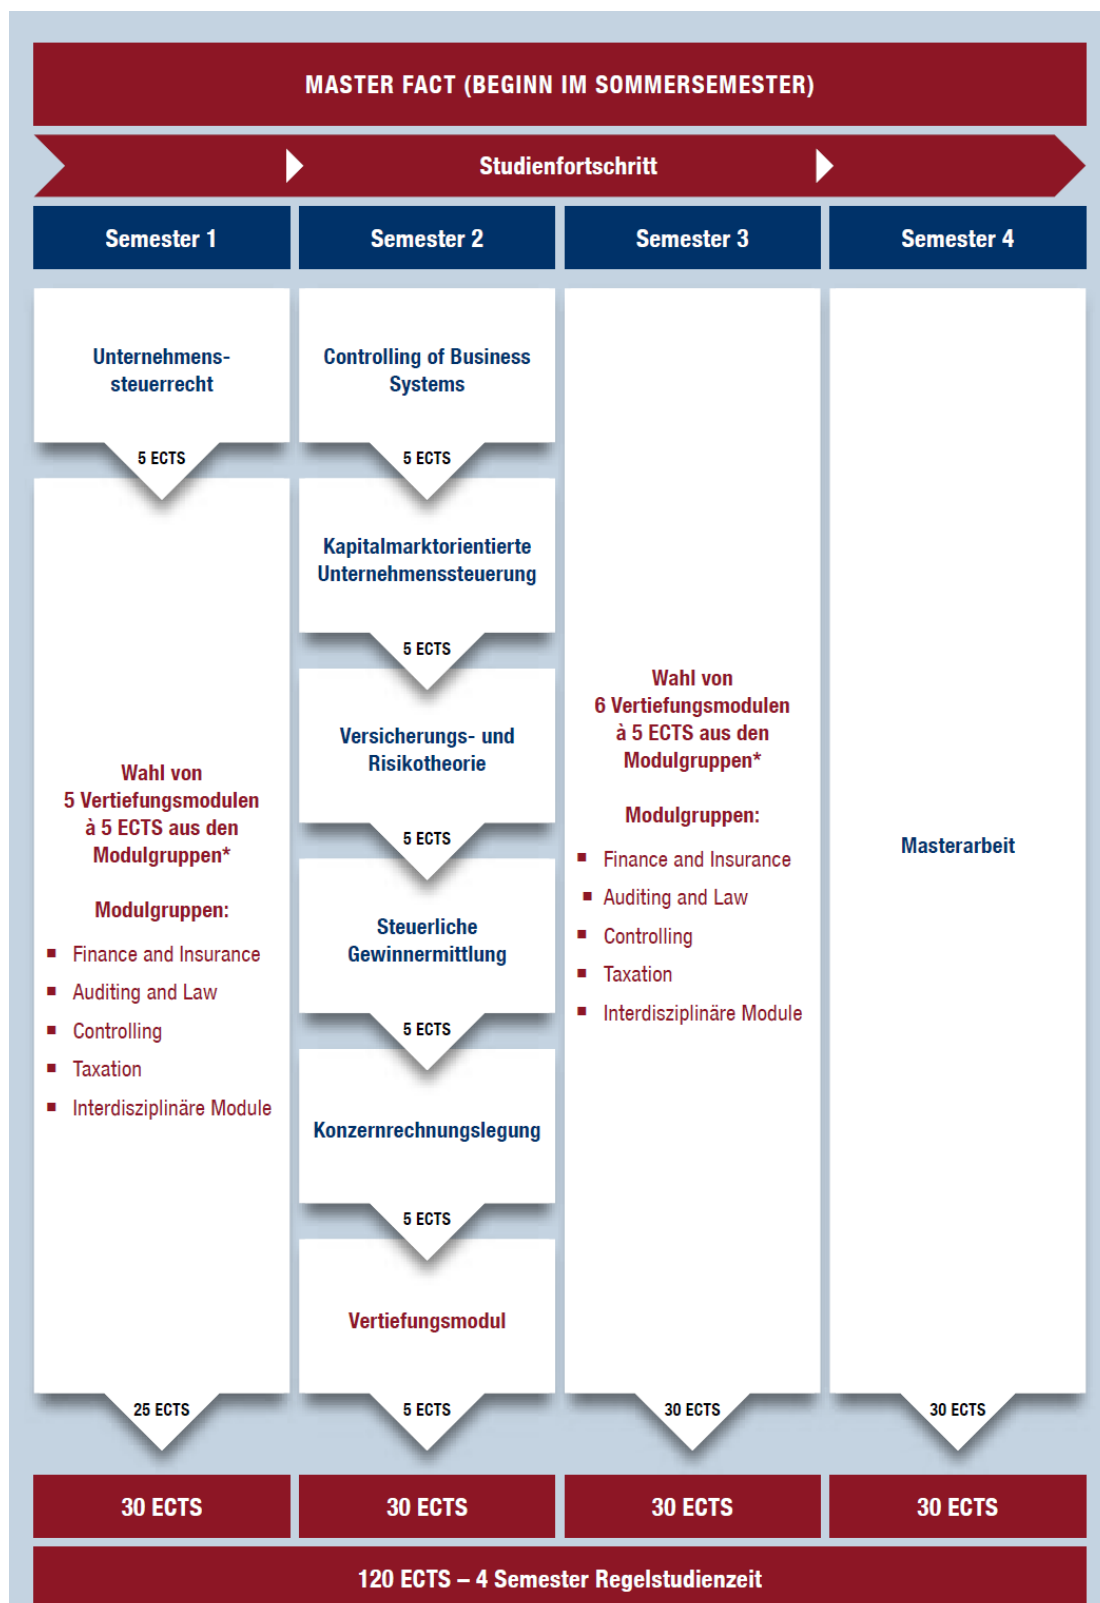 MASTER FACT (BEGINN IM SOMMERSEMESTER)
Studienfortschritt
Semester 1
Semester 2
Semester 3
Semester 4
Unternehmens-
steuerrecht
5 ECTS
Wahl von
5 Vertiefungsmodulen
à 5 ECTS aus den
Modulgruppen*
Modulgruppen:
■ Finance and Insurance
■ Auditing and Law
■ Controlling
■ Taxation
■ Interdisziplinäre Module
25 ECTS
Controlling of Business
Systems
5 ECTS
Kapitalmarktorientierte
Unternehmenssteuerung
5 ECTS
Versicherungs- und
Risikotheorie
5 ECTS
Steuerliche
Gewinnermittlung
5 ECTS
Konzernrechnungslegung
5 ECTS
Vertiefungsmodul
5 ECTS
Wahl von
6 Vertiefungsmodulen
à 5 ECTS aus den
Modulgruppen*
Modulgruppen:
■ Finance and Insurance
■ Auditing and Law
■ Controlling
■ Taxation
■ Interdisziplinäre Module
30 ECTS
Masterarbeit
30 ECTS
30 ECTS
30 ECTS
30 ECTS
30 ECTS
120 ECTS – 4 Semester Regelstudienzeit